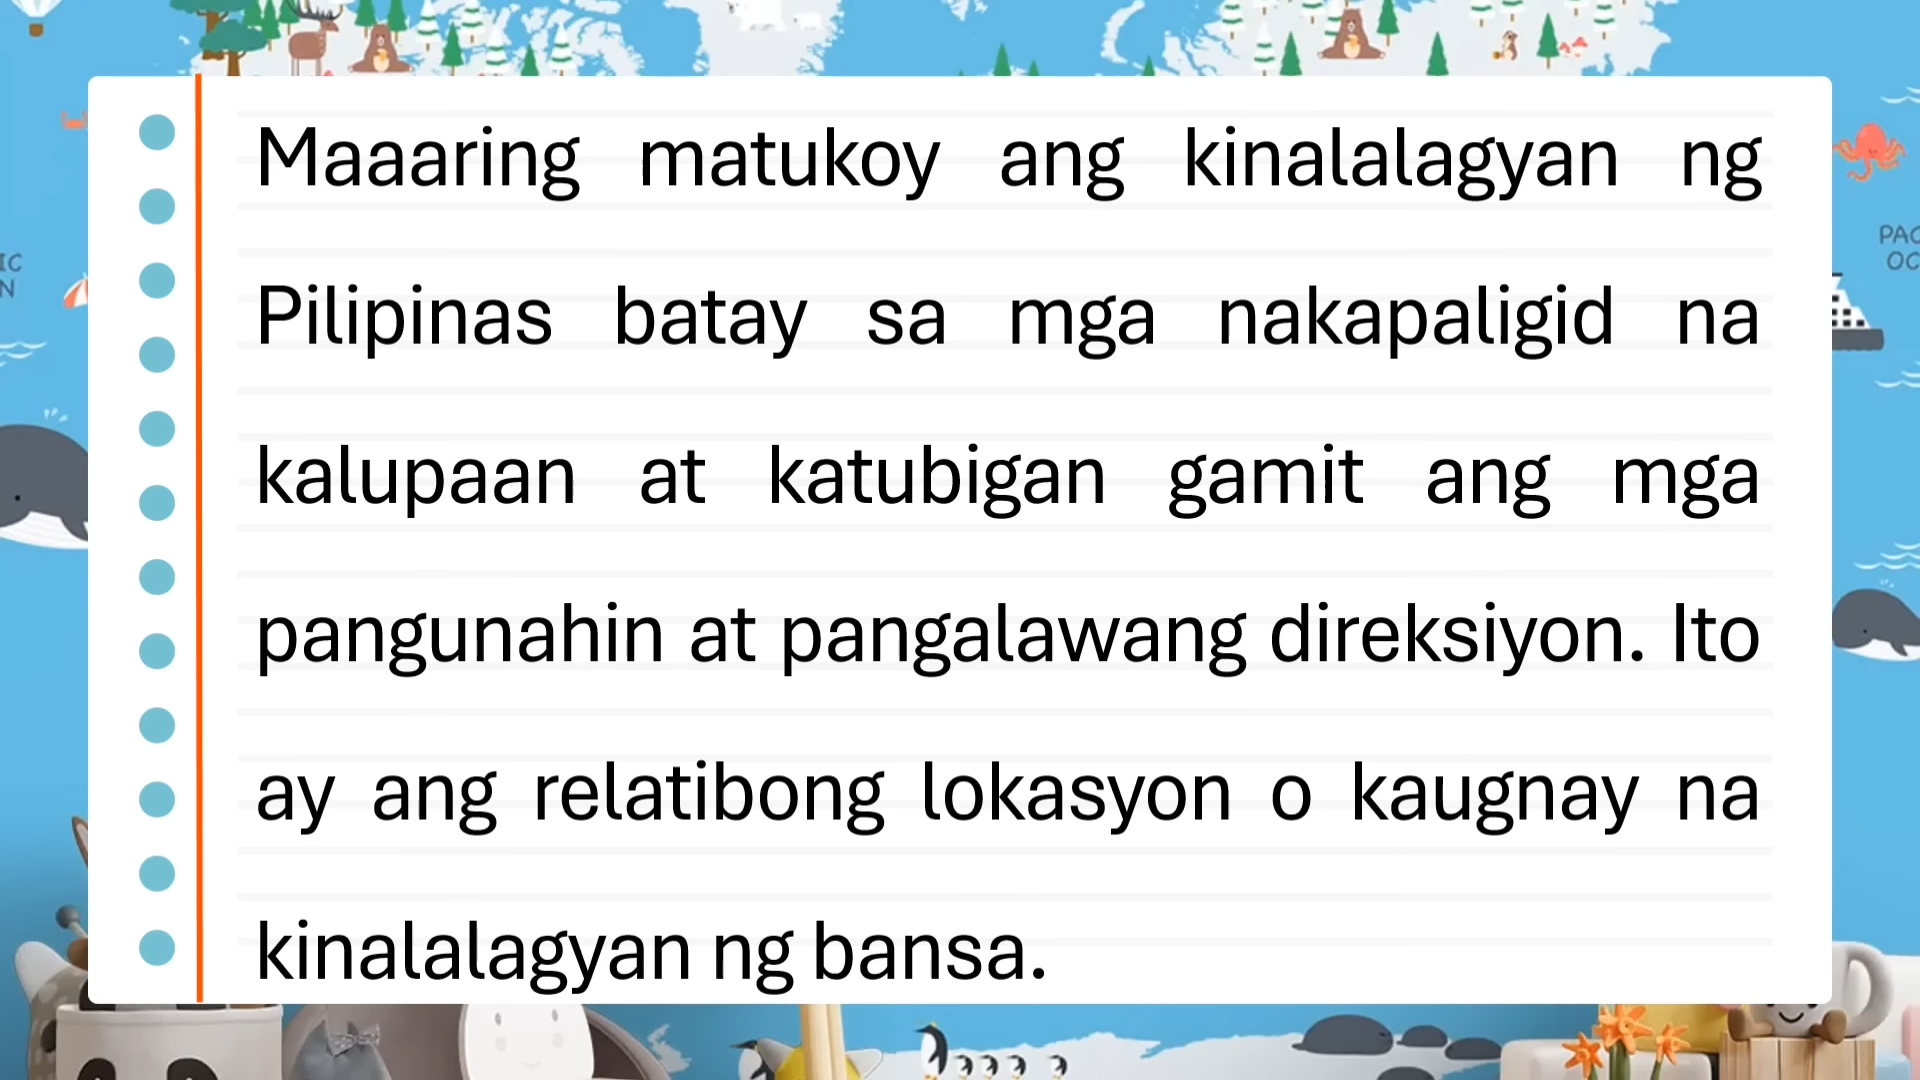 Maaaring matukoy ang kinalalagyan ng
Pilipinas batay sa mga nakapaligid na
kalupaan at katubigan gamit ang mga
pangunahin at pangalawang direksiyon. Ito
ay ang relatibong lokasyon o kaugnay na
kinalalagyan ng bansa.